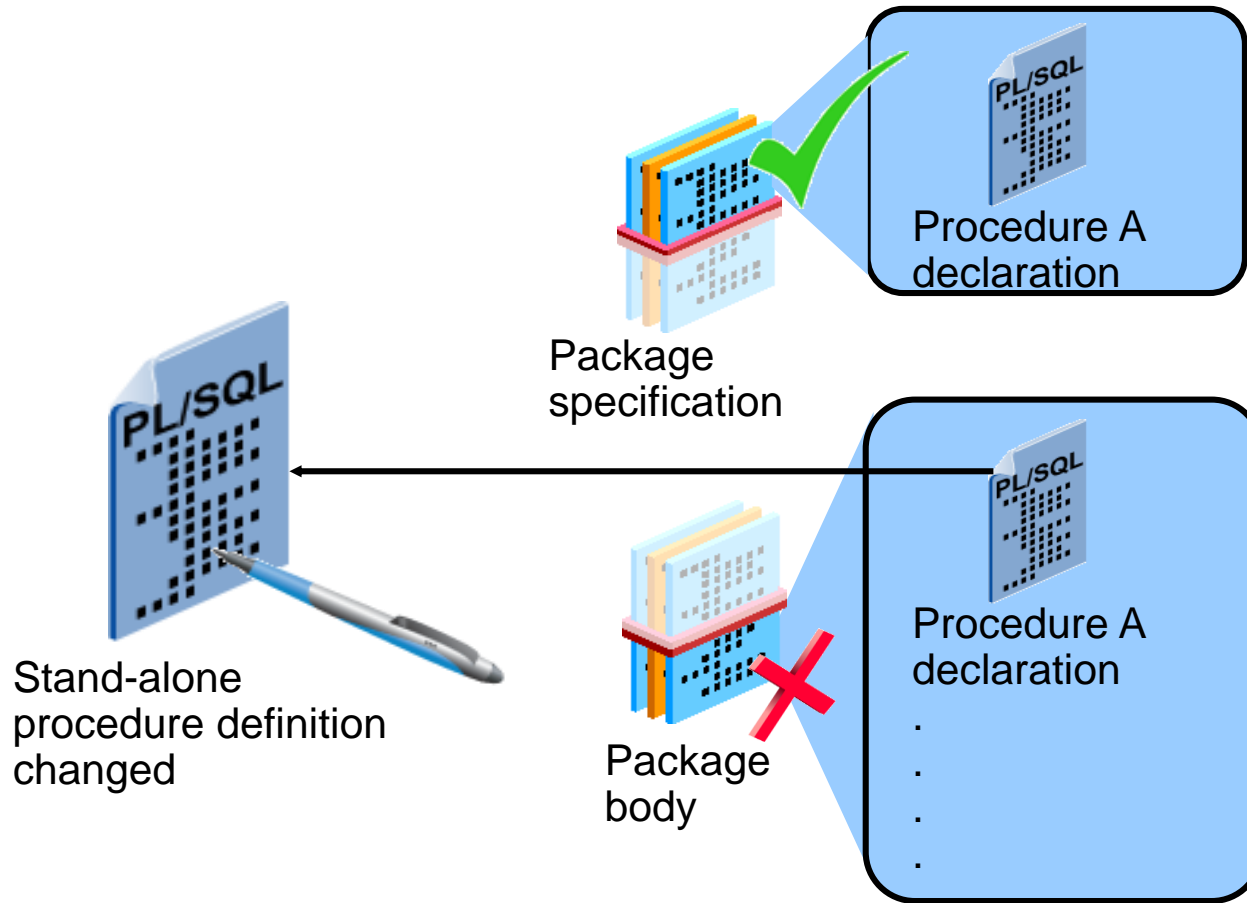 PL/SQL
Procedure A
declaration
Package
specification
PL/SQL
PL/SQL
Procedure A
declaration
.
.
.
.
Stand-alone
procedure definition
changed
Package
body